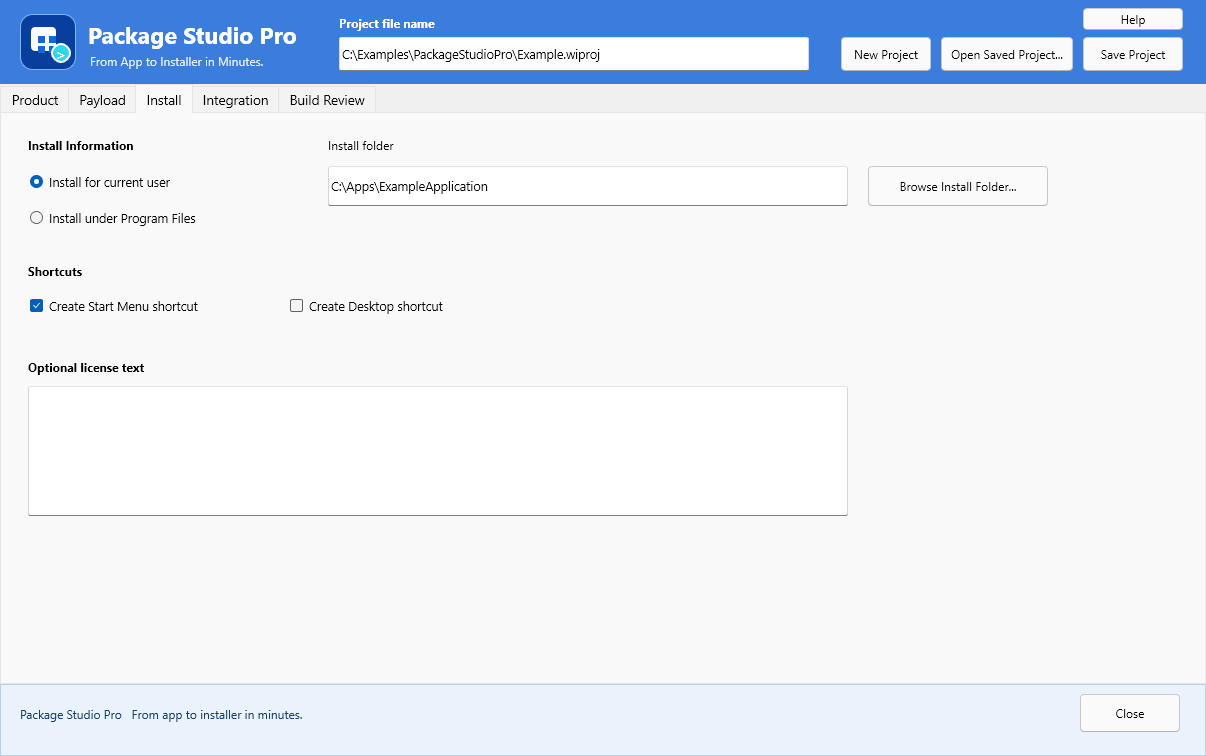 Package Studio Pro
From App to Installer in Minutes.
Project file name
C:\Examples\PackageStudioPro\Example.wiproj
Help
New Project
Open Saved Project...
Save Project
Product
Payload
Install
Integration
Build Review
Install Information
Install folder
Install for current user
C:\Apps\ExampleApplication
Browse Install Folder...
Install under Program Files
Shortcuts
Create Start Menu shortcut
Create Desktop shortcut
Optional license text
Package Studio Pro From app to installer in minutes.
Close